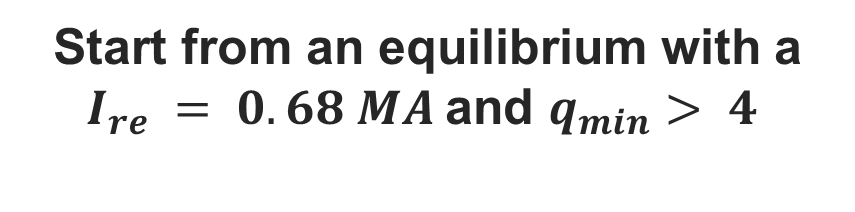 Start from an equilibrium with a
I_re = 0.68 MA and q_min > 4